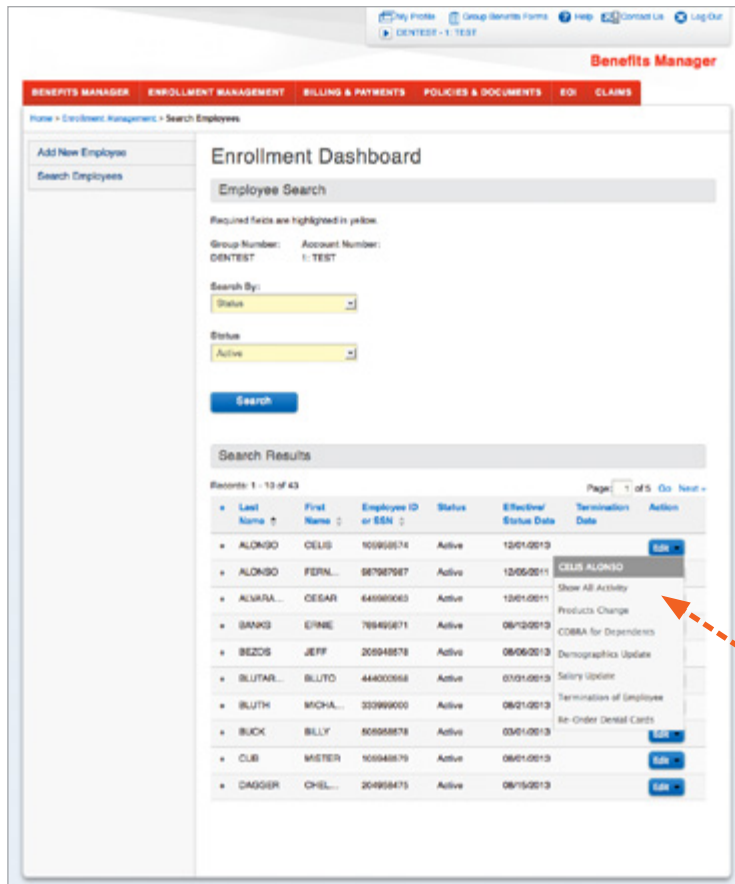 My Profile Group Benefits Forms Help Contact Us Log Out
DENTEST - 1: TEST
Benefits Manager
BENEFITS MANAGER ENROLLMENT MANAGEMENT BILLING & PAYMENTS POLICIES & DOCUMENTS EOI CLAIMS
Home > Enrollment Management > Search Employees
Add New Employee
Search Employees
Enrollment Dashboard
Employee Search
Required fields are highlighted in yellow.
Group Number: Account Number:
DENTEST 1: TEST
Search By:
Status
Status
Active
Search
Search Results
Records: 1 - 10 of 43 Page: 1 of 5 Go Next »
Last Name First Name Employee ID or SSN Status Effective/ Status Date Termination Date Action
ALONSO CELIS Active 12/01/2013 Edit
CELIS ALONSO
ALONSO FERN... 987987987 Active 12/05/2011
Show All Activity
ALVARA... CESAR Active 12/01/2011
Products Change
BANKS ERNIE Active 08/12/2013
COBRA for Dependents
BEZOS JEFF Active 08/06/2013
Demographics Update
BLUTAR... BLUTO Active 07/31/2013
Salary Update
BLUTH MICHA... 333999000 Active 08/21/2013
Termination of Employee
BUCK BILLY Active 03/01/2013 Edit
Re-Order Dental Cards
CUB MISTER Active 08/01/2013 Edit
DAGGER CHEL... 204958475 Active 08/15/2013 Edit